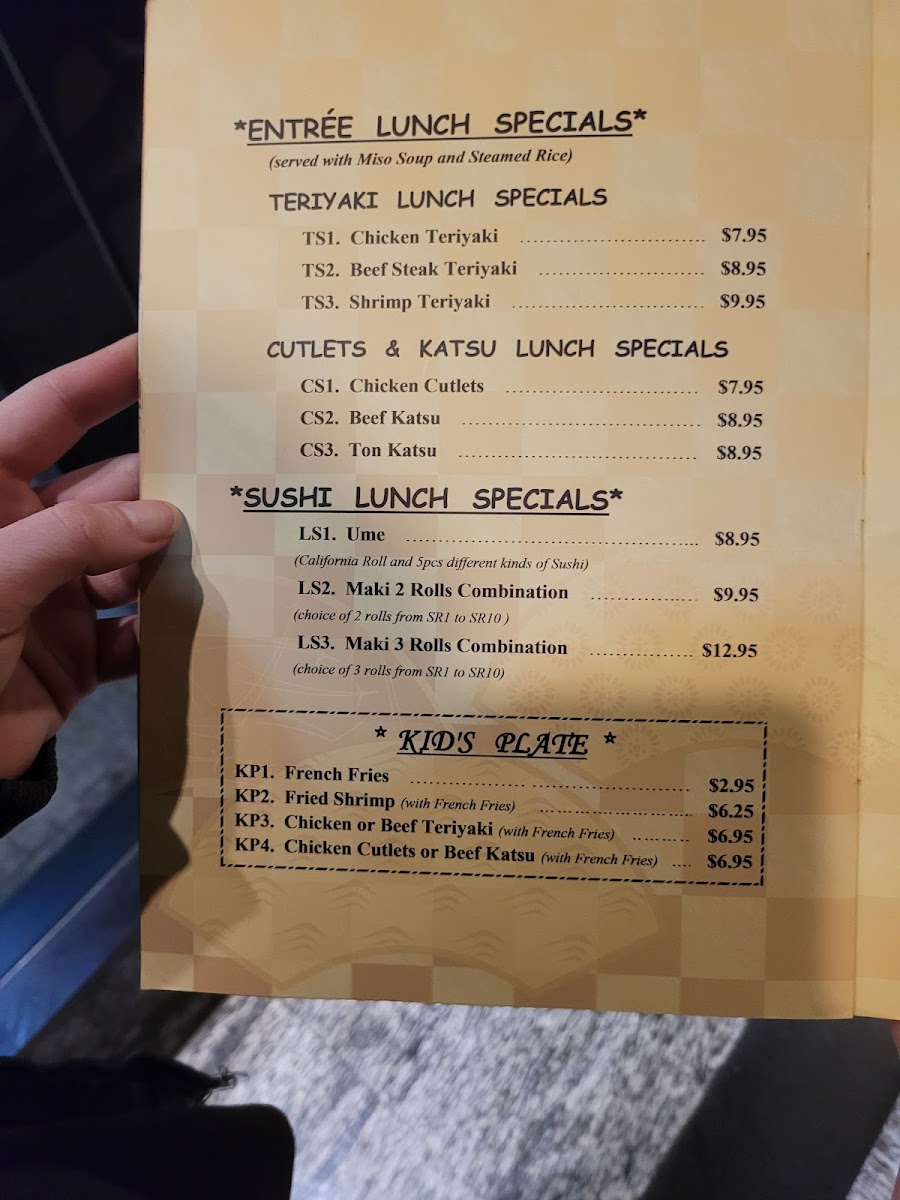 *ENTRÉE LUNCH SPECIALS*
(served with Miso Soup and Steamed Rice)
TERIYAKI LUNCH SPECIALS
TS1. Chicken Teriyaki ................................ $7.95
TS2. Beef Steak Teriyaki ............................ $8.95
TS3. Shrimp Teriyaki ................................. $9.95
CUTLETS & KATSU LUNCH SPECIALS
CS1. Chicken Cutlets ................................. $7.95
CS2. Beef Katsu ......................................... $8.95
CS3. Ton Katsu ......................................... $8.95
*SUSHI LUNCH SPECIALS*
LS1. Ume .................................................. $8.95
(California Roll and 5pcs different kinds of Sushi)
LS2. Maki 2 Rolls Combination .................. $9.95
(choice of 2 rolls from SR1 to SR10 )
LS3. Maki 3 Rolls Combination .................. $12.95
(choice of 3 rolls from SR1 to SR10)
* KID'S PLATE *
KP1. French Fries ................................................ $2.95
KP2. Fried Shrimp (with French Fries) .......................... $6.25
KP3. Chicken or Beef Teriyaki (with French Fries) .......... $6.95
KP4. Chicken Cutlets or Beef Katsu (with French Fries) .... $6.95